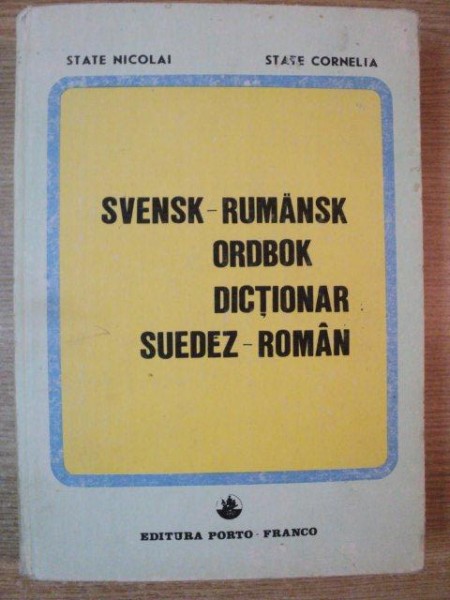 STATE NICOLAI STATE CORNELIA
SVENSK-RUMÄNSK
ORDBOK
DICȚIONAR
SUEDEZ-ROMÂN
EDITURA PORTO-FRANCO